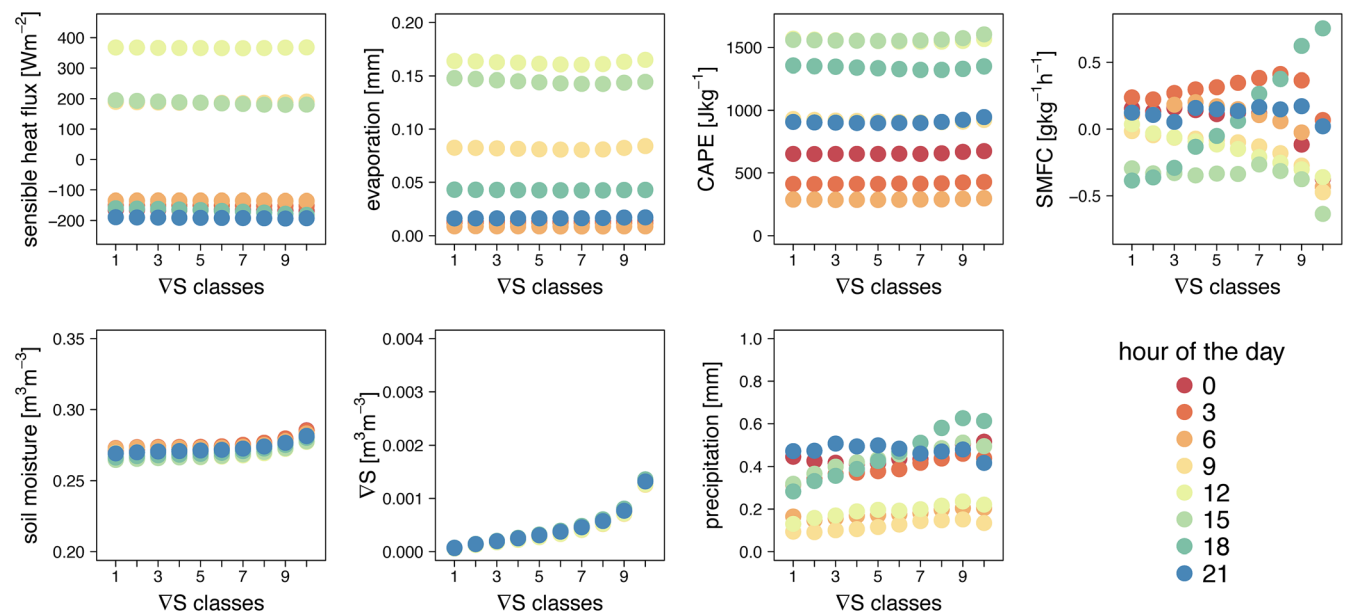 sensible heat flux [Wm−2]
400
300
200
100
0
−100
−200
1 3 5 7 9
∇S classes
evaporation [mm]
0.20
0.15
0.10
0.05
0.00
1 3 5 7 9
∇S classes
CAPE [Jkg−1]
1500
1000
500
0
1 3 5 7 9
∇S classes
SMFC [gkg−1h−1]
0.5
0.0
−0.5
1 3 5 7 9
∇S classes
soil moisture [m3m−3]
0.35
0.30
0.25
0.20
1 3 5 7 9
∇S classes
∇S [m3m−3]
0.004
0.003
0.002
0.001
0.000
1 3 5 7 9
∇S classes
precipitation [mm]
1.0
0.8
0.6
0.4
0.2
0.0
1 3 5 7 9
∇S classes
hour of the day
0
3
6
9
12
15
18
21